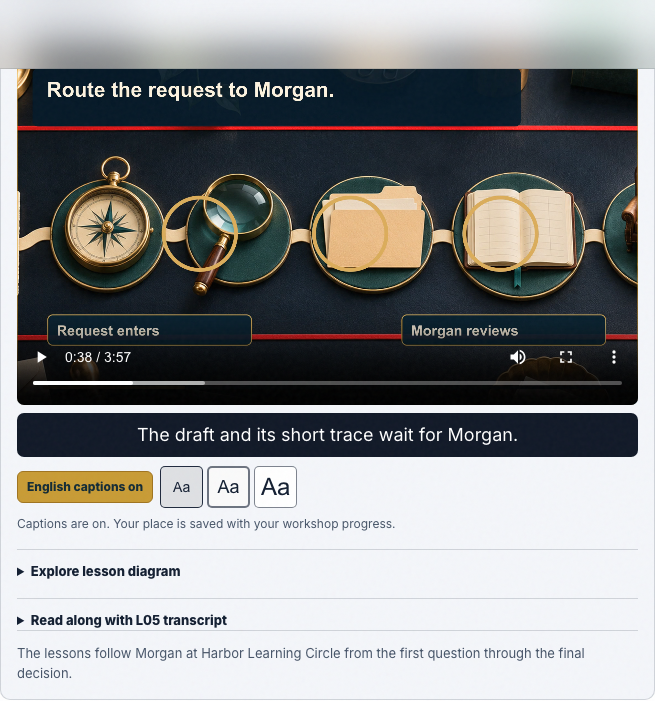 Route the request to Morgan.
Request enters
Morgan reviews
0:38 / 3:57
The draft and its short trace wait for Morgan.
English captions on
Aa
Aa
Aa
Captions are on. Your place is saved with your workshop progress.
Explore lesson diagram
Read along with L05 transcript
The lessons follow Morgan at Harbor Learning Circle from the first question through the final
decision.